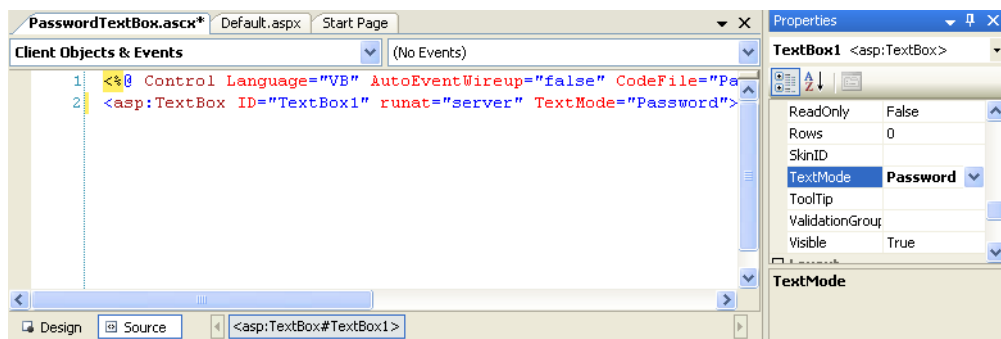 PasswordTextBox.ascx* Default.aspx Start Page
Client Objects & Events (No Events)
1 <%@ Control Language="VB" AutoEventWireup="false" CodeFile="Pa
2 <asp:TextBox ID="TextBox1" runat="server" TextMode="Password">
Design Source <asp:TextBox#TextBox1>
Properties
TextBox1 <asp:TextBox>
ReadOnly False
Rows 0
SkinID
TextMode Password
ToolTip
ValidationGroup
Visible True
TextMode